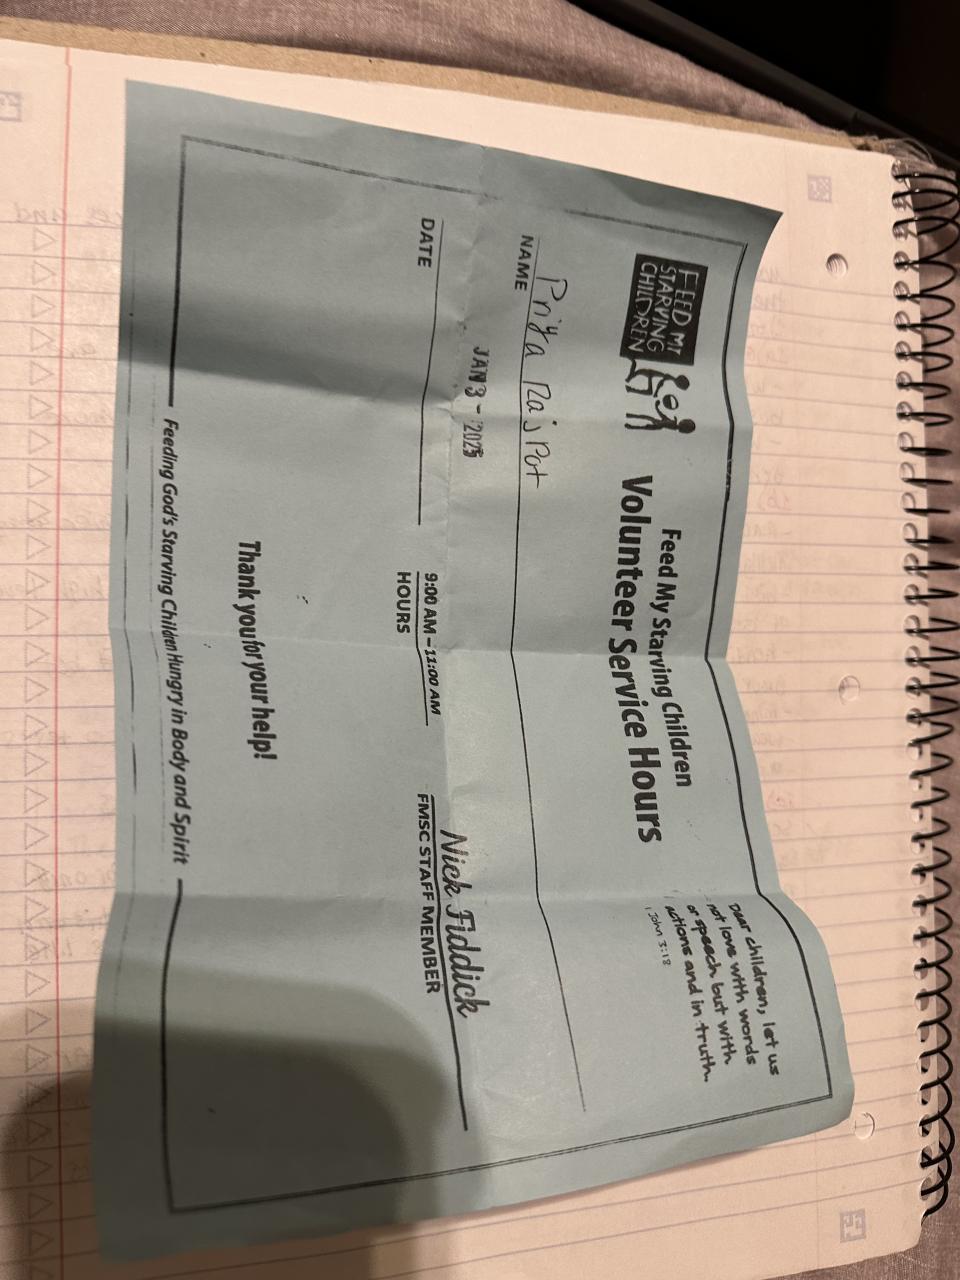 FEED MY
STARVING
CHILDREN
Feed My Starving Children
Volunteer Service Hours
Dear children, let us
not love with words
or speech but with
actions and in truth.
1 John 3:18
Priya Rajpot
NAME
JAN 3 - 2025
DATE
9:00 AM – 11:00 AM
HOURS
Nick Fiddick
FMSC STAFF MEMBER
Thank you for your help!
Feeding God's Starving Children Hungry in Body and Spirit